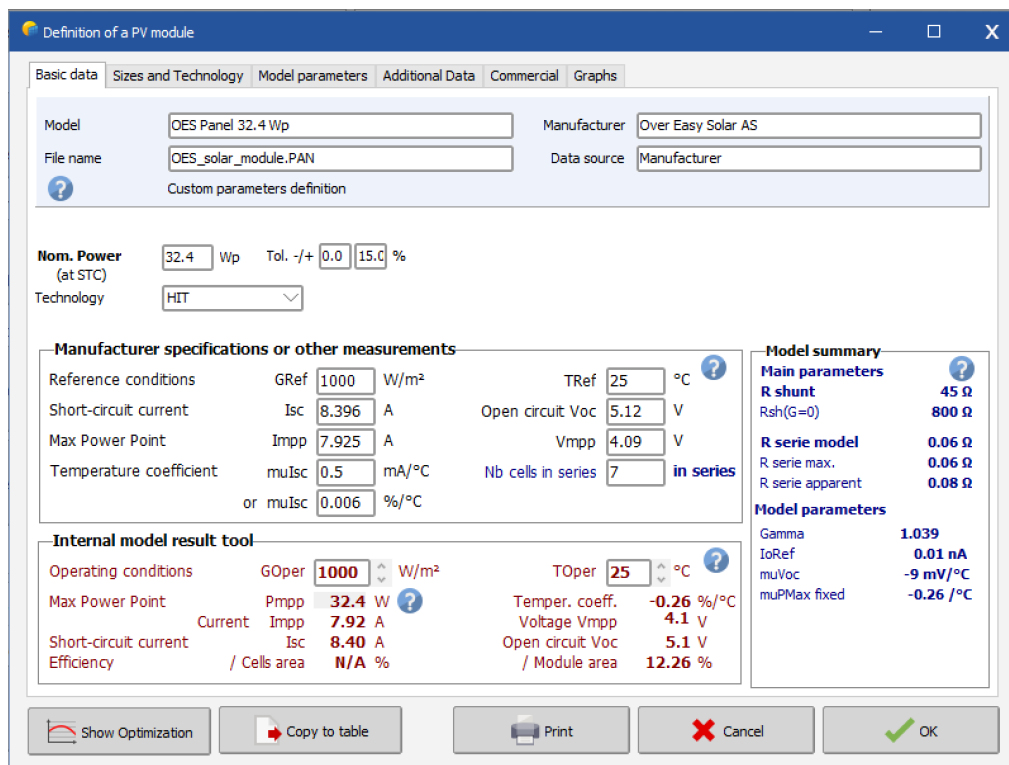 Definition of a PV module
Basic data Sizes and Technology Model parameters Additional Data Commercial Graphs
Model OES Panel 32.4 Wp Manufacturer Over Easy Solar AS
File name OES_solar_module.PAN Data source Manufacturer
? Custom parameters definition
Nom. Power 32.4 Wp Tol. -/+ 0.0 15.0 %
(at STC)
Technology HIT
Manufacturer specifications or other measurements
?
Reference conditions GRef 1000 W/m² TRef 25 °C
Short-circuit current Isc 8.396 A Open circuit Voc 5.12 V
Max Power Point Impp 7.925 A Vmpp 4.09 V
Temperature coefficient muIsc 0.5 mA/°C Nb cells in series 7 in series
or muIsc 0.006 %/°C
Internal model result tool
?
Operating conditions GOper 1000 W/m² TOper 25 °C
Max Power Point Pmpp 32.4 W ? Temper. coeff. -0.26 %/°C
Current Impp 7.92 A Voltage Vmpp 4.1 V
Short-circuit current Isc 8.40 A Open circuit Voc 5.1 V
Efficiency / Cells area N/A % / Module area 12.26 %
Model summary
Main parameters ?
R shunt 45 Ω
Rsh(G=0) 800 Ω
R serie model 0.06 Ω
R serie max. 0.06 Ω
R serie apparent 0.08 Ω
Model parameters
Gamma 1.039
IoRef 0.01 nA
muVoc -9 mV/°C
muPMax fixed -0.26 /°C
Show Optimization Copy to table Print Cancel OK